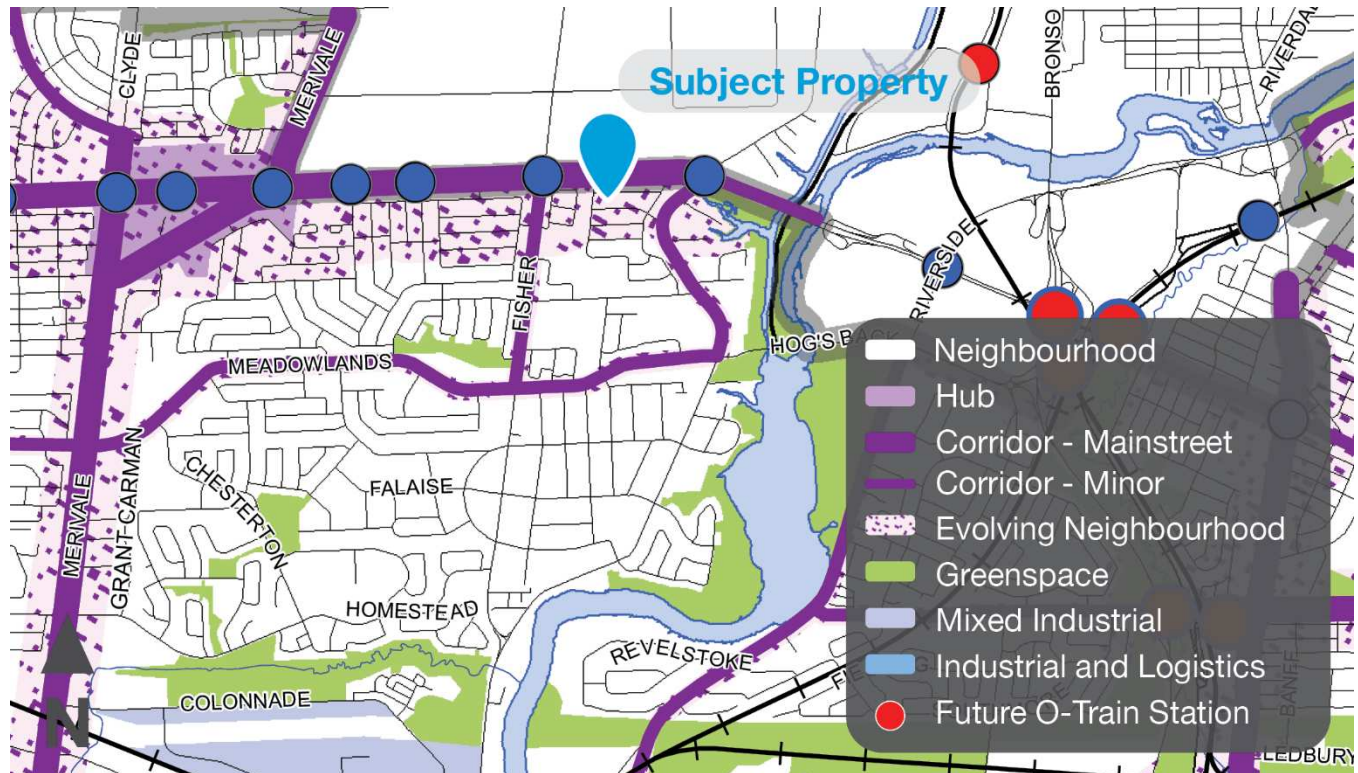 CLYDE
MERIVALE
Subject Property
BRONSO
RIVERDA
FISHER
RIVERSIDE
MEADOWLANDS
HOG'S BACK
MERIVALE
GRANT-CARMAN
CHESTERTON
FALAISE
HOMESTEAD
REVELSTOKE
COLONNADE
N
Neighbourhood
Hub
Corridor - Mainstreet
Corridor - Minor
Evolving Neighbourhood
Greenspace
Mixed Industrial
Industrial and Logistics
Future O-Train Station
BANFF
LEDBURY